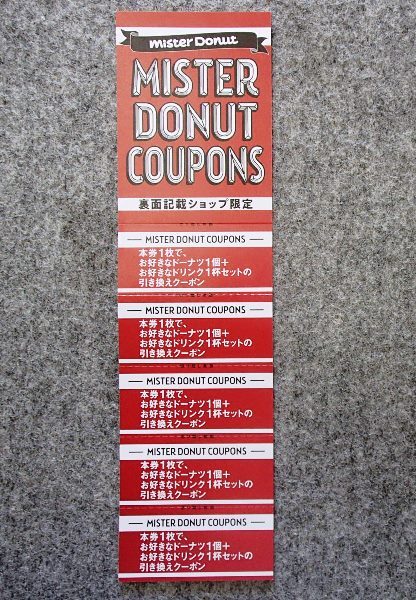 mister Donut
MISTER
DONUT
COUPONS
裏面記載ショップ限定
MISTER DONUT COUPONS
本券1枚で、
お好きなドーナツ1個+
お好きなドリンク1杯セットの
引き換えクーポン
MISTER DONUT COUPONS
本券1枚で、
お好きなドーナツ1個+
お好きなドリンク1杯セットの
引き換えクーポン
MISTER DONUT COUPONS
本券1枚で、
お好きなドーナツ1個+
お好きなドリンク1杯セットの
引き換えクーポン
MISTER DONUT COUPONS
本券1枚で、
お好きなドーナツ1個+
お好きなドリンク1杯セットの
引き換えクーポン
MISTER DONUT COUPONS
本券1枚で、
お好きなドーナツ1個+
お好きなドリンク1杯セットの
引き換えクーポン